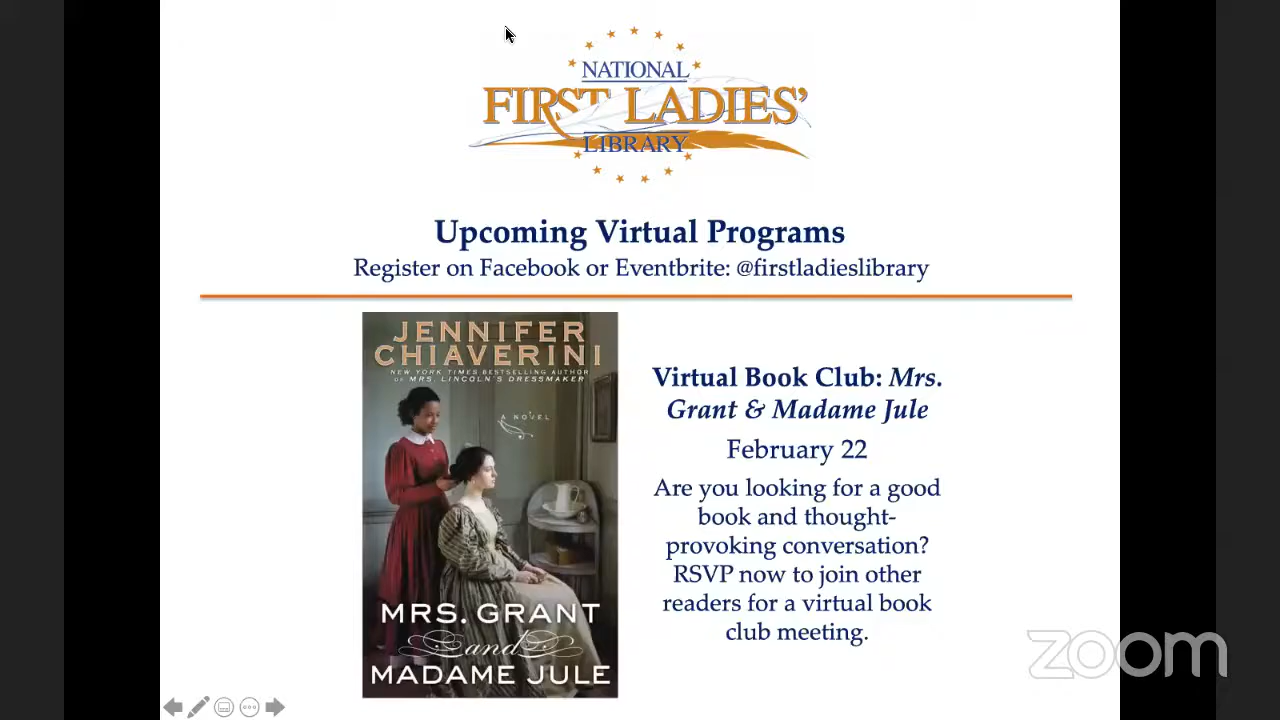 NATIONAL
FIRST LADIES’
LIBRARY
Upcoming Virtual Programs
Register on Facebook or Eventbrite: @firstladieslibrary
JENNIFER
CHIAVERINI
NEW YORK TIMES BESTSELLING AUTHOR
OF MRS. LINCOLN'S DRESSMAKER
A NOVEL
MRS. GRANT
and
MADAME JULE
Virtual Book Club: Mrs.
Grant & Madame Jule
February 22
Are you looking for a good
book and thought-
provoking conversation?
RSVP now to join other
readers for a virtual book
club meeting.
zoom